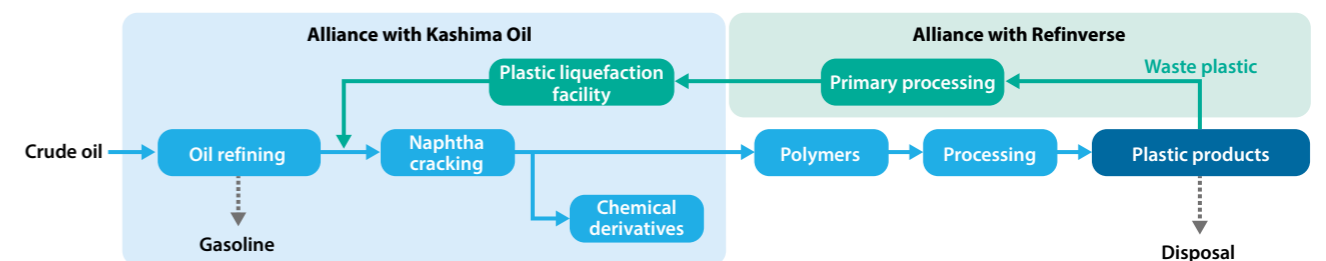 Alliance with Kashima Oil
Alliance with Refinverse
Plastic liquefaction
facility
Primary processing
Waste plastic
Crude oil
Oil refining
Naphtha
cracking
Polymers
Processing
Plastic products
Chemical
derivatives
Gasoline
Disposal